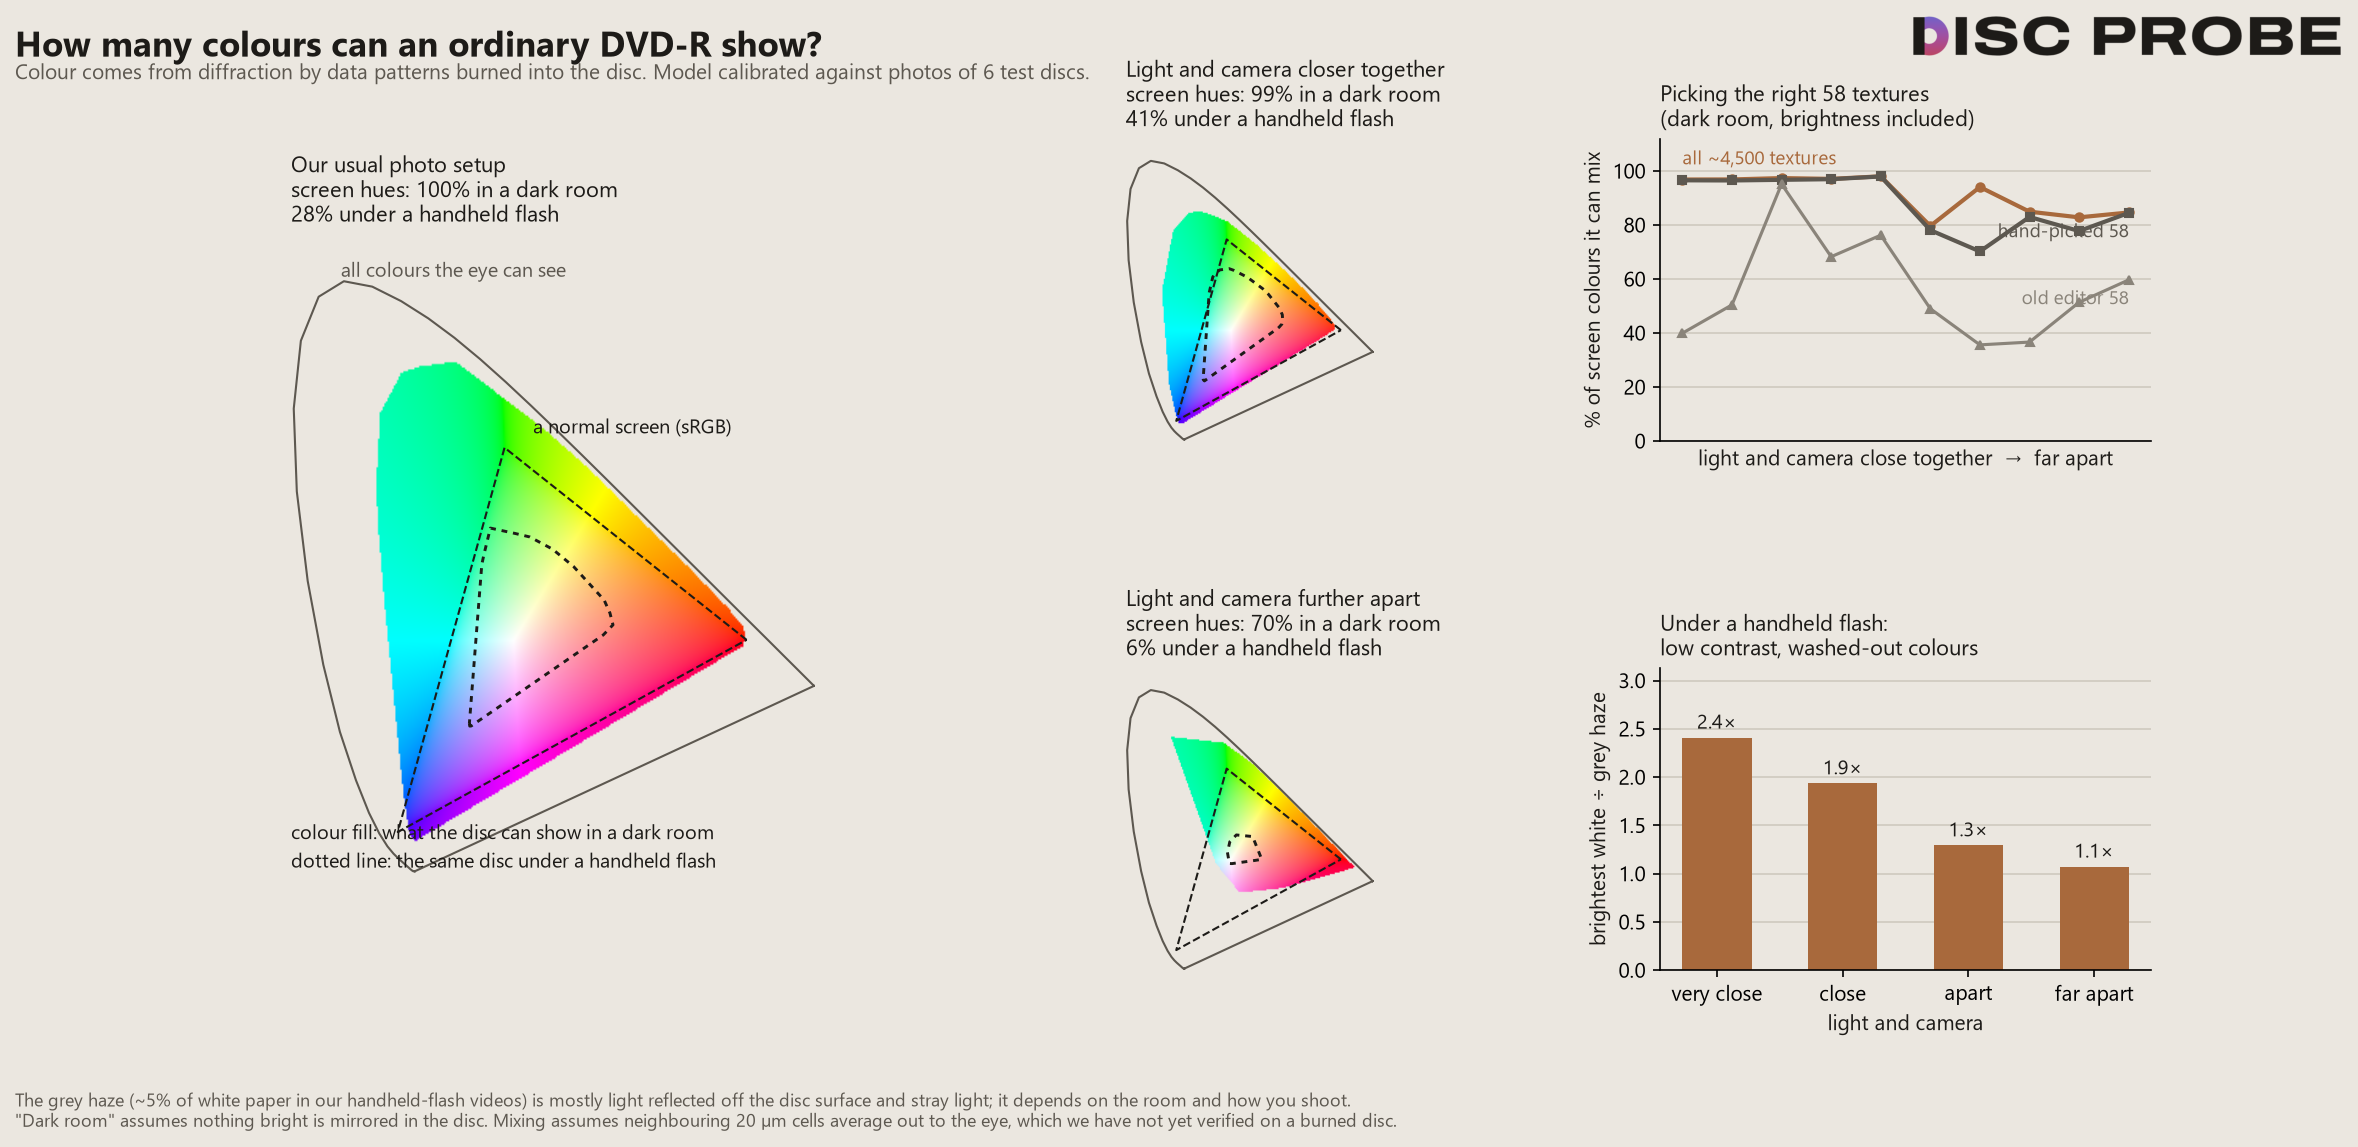 How many colours can an ordinary DVD-R show?
Colour comes from diffraction by data patterns burned into the disc. Model calibrated against photos of 6 test discs.
DISC PROBE
Our usual photo setup
screen hues: 100% in a dark room
28% under a handheld flash
all colours the eye can see
a normal screen (sRGB)
colour fill: what the disc can show in a dark room
dotted line: the same disc under a handheld flash
Light and camera closer together
screen hues: 99% in a dark room
41% under a handheld flash
Light and camera further apart
screen hues: 70% in a dark room
6% under a handheld flash
Picking the right 58 textures
(dark room, brightness included)
% of screen colours it can mix
100
80
60
40
20
0
all ~4,500 textures
hand-picked 58
old editor 58
light and camera close together → far apart
Under a handheld flash:
low contrast, washed-out colours
brightest white ÷ grey haze
3.0
2.5
2.0
1.5
1.0
0.5
0.0
2.4×
1.9×
1.3×
1.1×
very close
close
apart
far apart
light and camera
The grey haze (~5% of white paper in our handheld-flash videos) is mostly light reflected off the disc surface and stray light; it depends on the room and how you shoot.
"Dark room" assumes nothing bright is mirrored in the disc. Mixing assumes neighbouring 20 µm cells average out to the eye, which we have not yet verified on a burned disc.